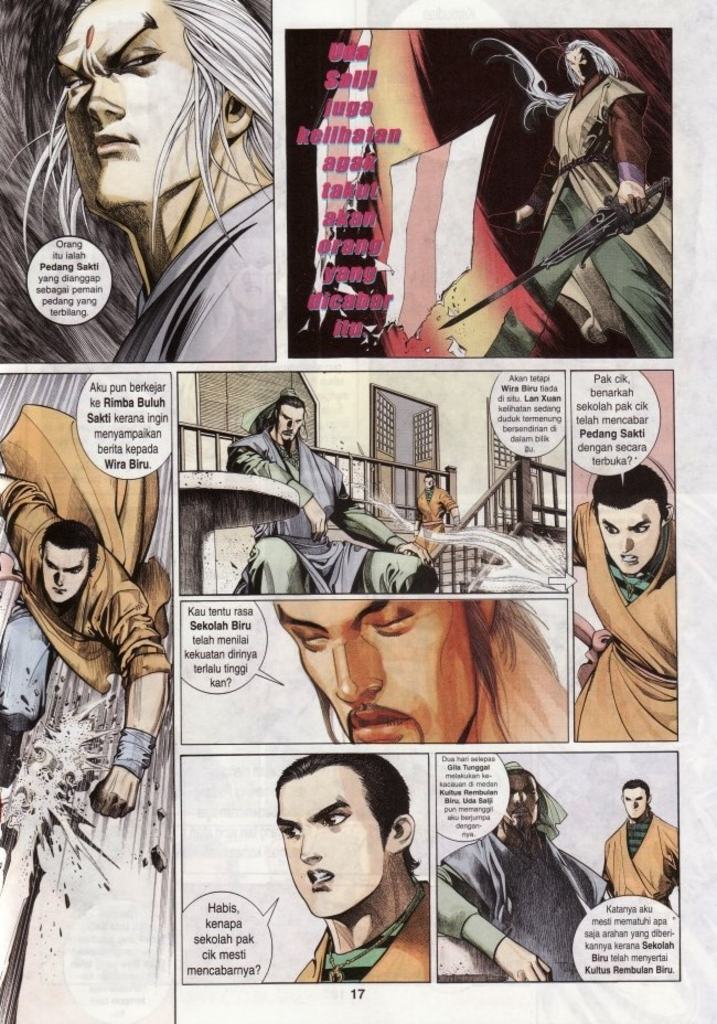 Orang
itu ialah
Pedang Sakti
yang dianggap
sebagai pemain
pedang yang
terbilang.
Uda
Salji
juga
kelihatan
agak
takut
akan
orang
yang
dicabar
itu
Aku pun berkejar
ke Rimba Buluh
Sakti kerana ingin
menyampaikan
berita kepada
Wira Biru.
Akan tetapi
Wira Biru tiada
di situ. Lan Xuan
kelihatan sedang
duduk termenung
bersendirian di
dalam bilik
tu.
Pak cik,
benarkah
sekolah pak cik
telah mencabar
Pedang Sakti
dengan secara
terbuka?
Kau tentu rasa
Sekolah Biru
telah menilai
kekuatan dirinya
terlalu tinggi
kan?
Habis,
kenapa
sekolah pak
cik mesti
mencabarnya?
Dua hari selepas
Gila Tunggal
melakukan ke-
kacauan di medan
Kultus Rembulan
Biru, Uda Salji
pun memanggil
aku berjumpa
dengan-
nya.
Katanya aku
mesti mematuhi apa
saja arahan yang diberi-
kannya kerana Sekolah
Biru telah menyertai
Kultus Rembulan Biru.
17